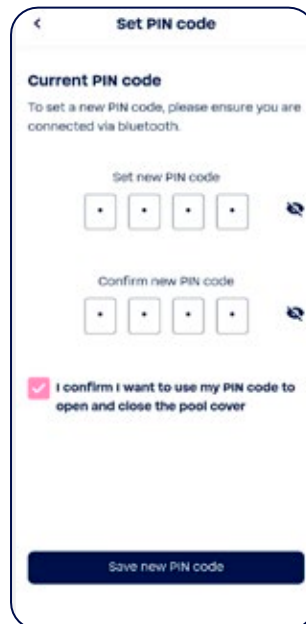 Set PIN code
Current PIN code
To set a new PIN code, please ensure you are
connected via bluetooth.
Set new PIN code
Confirm new PIN code
I confirm I want to use my PIN code to
open and close the pool cover
Save new PIN code